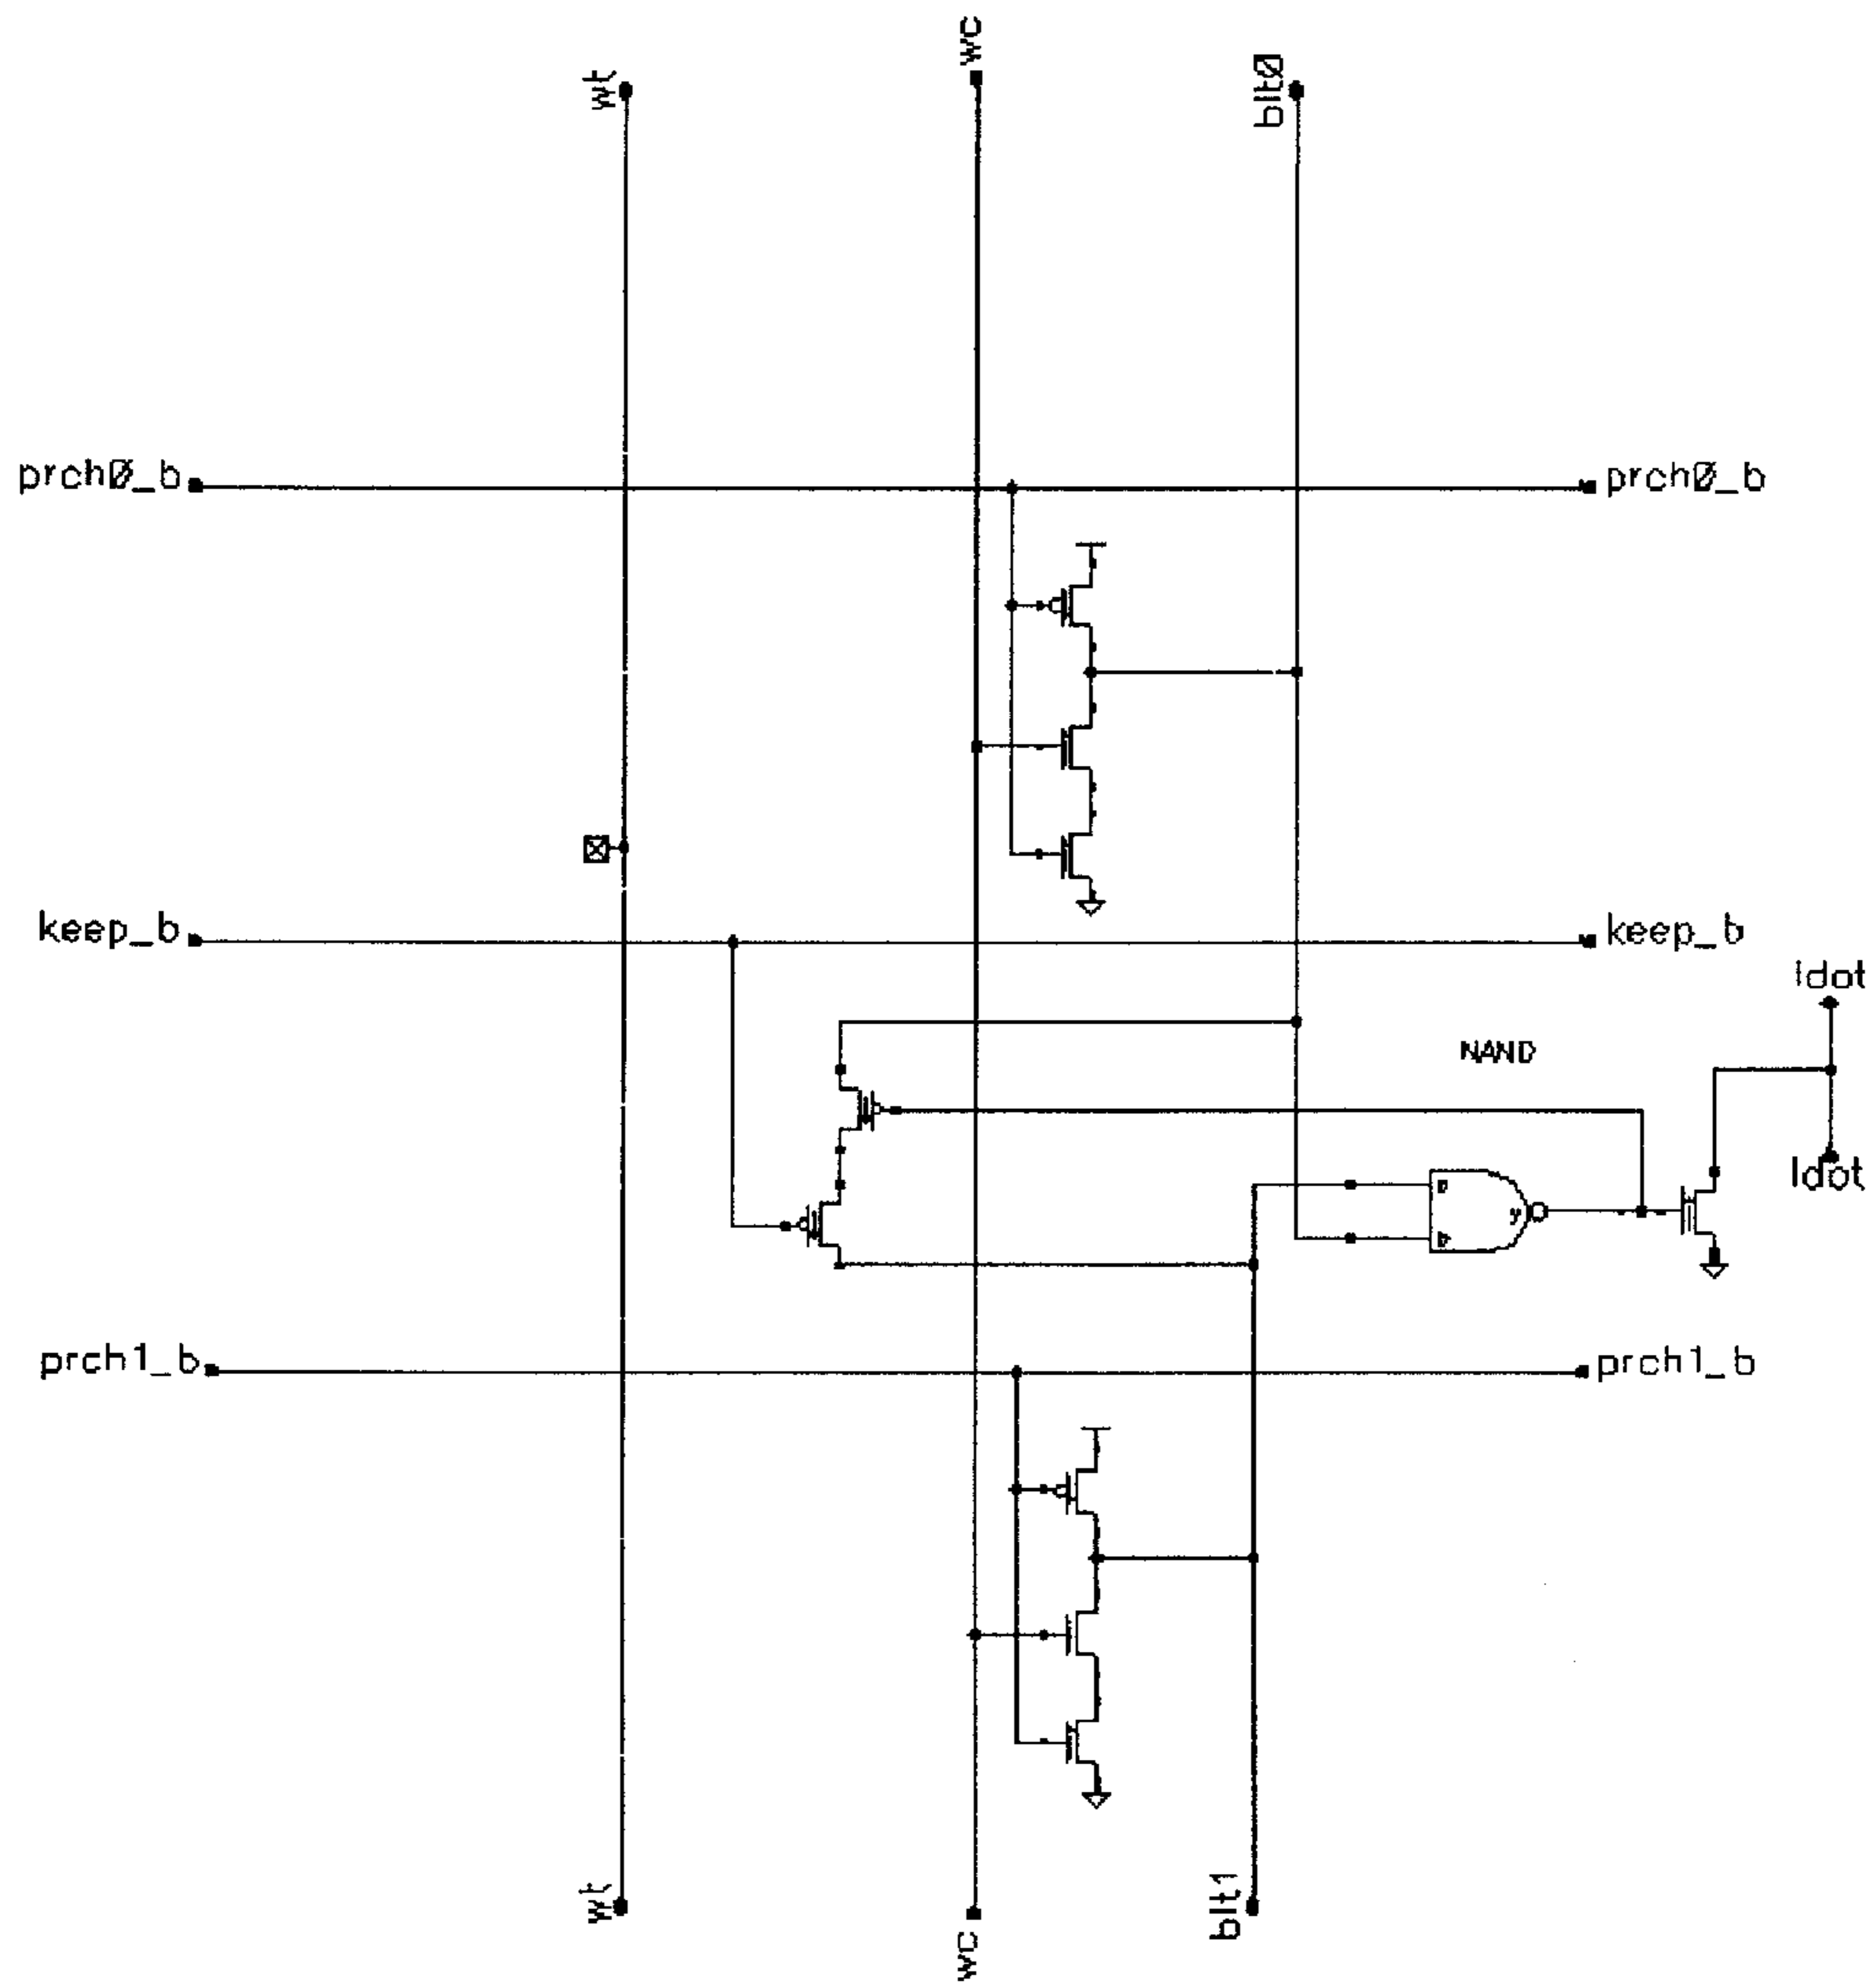 wt
wc
blt0
prch0_b
prch0_b
keep_b
keep_b
ldot
NAND
ldot
a
y
b
prch1_b
prch1_b
wt
wc
blt1